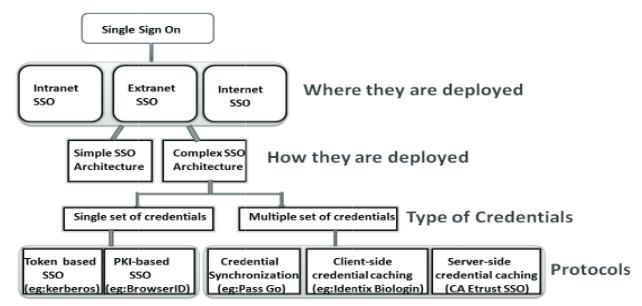 Single Sign On
Intranet SSO
Extranet SSO
Internet SSO
Where they are deployed
Simple SSO Architecture
Complex SSO Architecture
How they are deployed
Single set of credentials
Multiple set of credentials
Type of Credentials
Token based SSO (eg:kerberos)
PKI-based SSO (eg:BrowserID)
Credential Synchronization (eg:Pass Go)
Client-side credential caching (eg:Identix Biologin)
Server-side credential caching (CA Etrust SSO)
Protocols